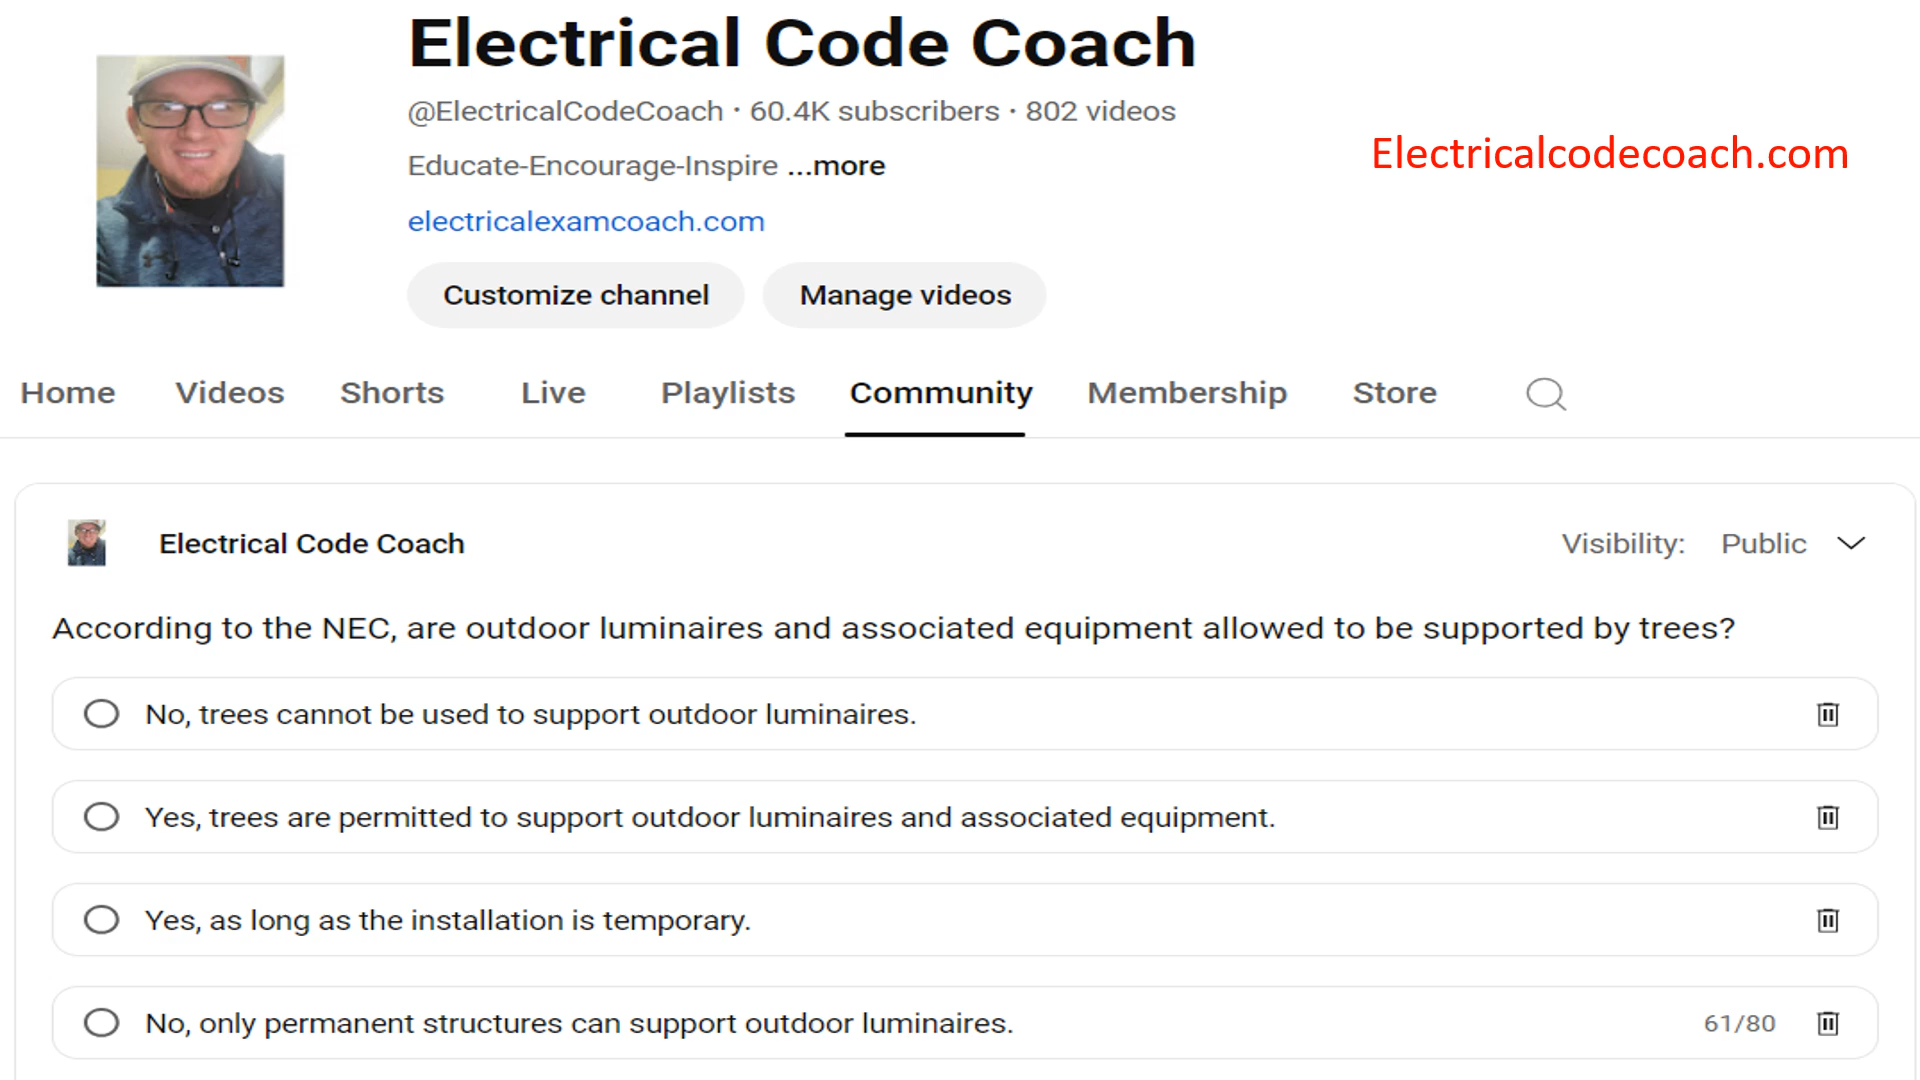 Electrical Code Coach
@ElectricalCodeCoach · 60.4K subscribers · 802 videos
Educate-Encourage-Inspire ...more
Electricalcodecoach.com
electricalexamcoach.com
Customize channel Manage videos
Home Videos Shorts Live Playlists Community Membership Store
Electrical Code Coach Visibility: Public
According to the NEC, are outdoor luminaires and associated equipment allowed to be supported by trees?
No, trees cannot be used to support outdoor luminaires.
Yes, trees are permitted to support outdoor luminaires and associated equipment.
Yes, as long as the installation is temporary.
No, only permanent structures can support outdoor luminaires. 61/80